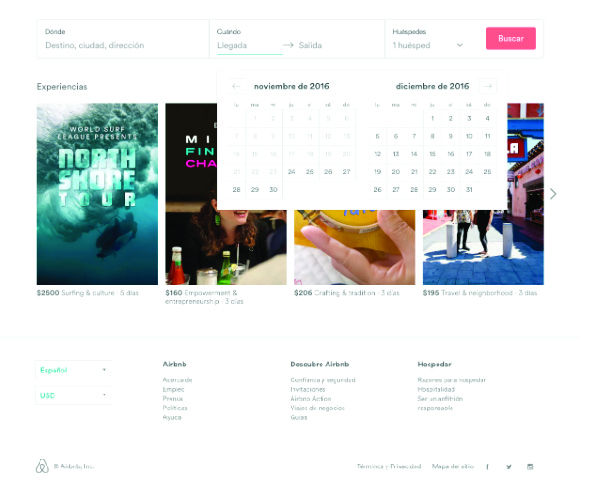 Dónde
Destino, ciudad, dirección
Cuándo
Llegada → Salida
Huéspedes
1 huésped
Buscar
Experiencias
← noviembre de 2016
lu ma mi ju vi sá do
1 2 3 4 5 6
7 8 9 10 11 12 13
14 15 16 17 18 19 20
21 22 23 24 25 26 27
28 29 30
diciembre de 2016 →
lu ma mi ju vi sá do
1 2 3 4
5 6 7 8 9 10 11
12 13 14 15 16 17 18
19 20 21 22 23 24 25
26 27 28 29 30 31
WORLD SURF
LEAGUE PRESENTS
NORTH
SHORE
TOUR
FIN
CHA
LA
$2500 Surfing & culture · 5 días
$160 Empowerment &
entrepreneurship · 3 días
$206 Crafting & tradition · 3 días
$195 Travel & neighborhood · 3 días
Español
USD
Airbnb
Acerca de
Empleo
Prensa
Políticas
Ayuda
Descubre Airbnb
Confianza y seguridad
Invitaciones
Airbnb Action
Viajes de negocios
Guías
Hospedar
Razones para hospedar
Hospitalidad
Ser un anfitrión
responsable
© Airbnb, Inc.
Términos y Privacidad
Mapa del sitio